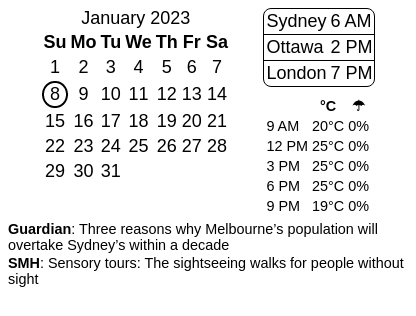 January 2023
Su Mo Tu We Th Fr Sa
1 2 3 4 5 6 7
8 9 10 11 12 13 14
15 16 17 18 19 20 21
22 23 24 25 26 27 28
29 30 31
Sydney 6 AM
Ottawa 2 PM
London 7 PM
°C ☂
9 AM 20°C 0%
12 PM 25°C 0%
3 PM 25°C 0%
6 PM 25°C 0%
9 PM 19°C 0%
Guardian: Three reasons why Melbourne’s population will
overtake Sydney’s within a decade
SMH: Sensory tours: The sightseeing walks for people without
sight